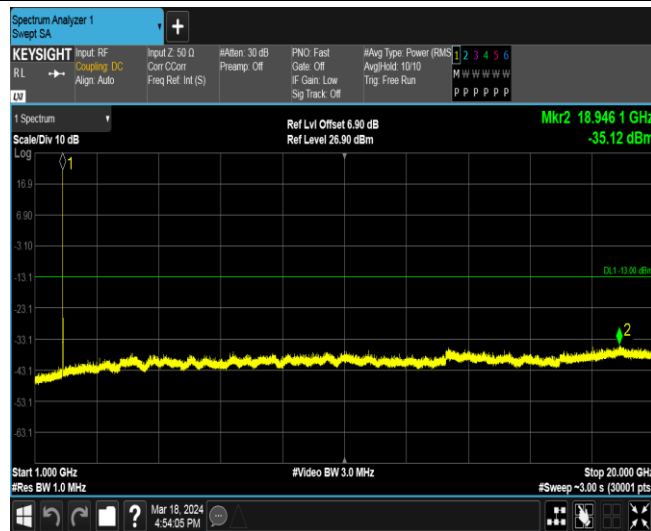 Spectrum Analyzer 1
Swept SA
+
KEYSIGHT
RL
Input: RF
Coupling: DC
Align: Auto
Input Z: 50 Ω
Corr CCorr
Freq Ref: Int (S)
#Atten: 30 dB
Preamp: Off
PNO: Fast
Gate: Off
IF Gain: Low
Sig Track: Off
#Avg Type: Power (RMS
Avg|Hold: 10/10
Trig: Free Run
1 2 3 4 5 6
M W W W W W
P P P P P P
1 Spectrum
Scale/Div 10 dB
Ref Lvl Offset 6.90 dB
Ref Level 26.90 dBm
Mkr2 18.946 1 GHz
-35.12 dBm
Log
1
16.9
6.90
-3.10
-13.1
DL1 -13.00 dBm
-23.1
-33.1
2
-43.1
-53.1
-63.1
Start 1.000 GHz
#Res BW 1.0 MHz
#Video BW 3.0 MHz
Stop 20.000 GHz
#Sweep ~3.00 s (30001 pts
?
Mar 18, 2024
4:54:05 PM